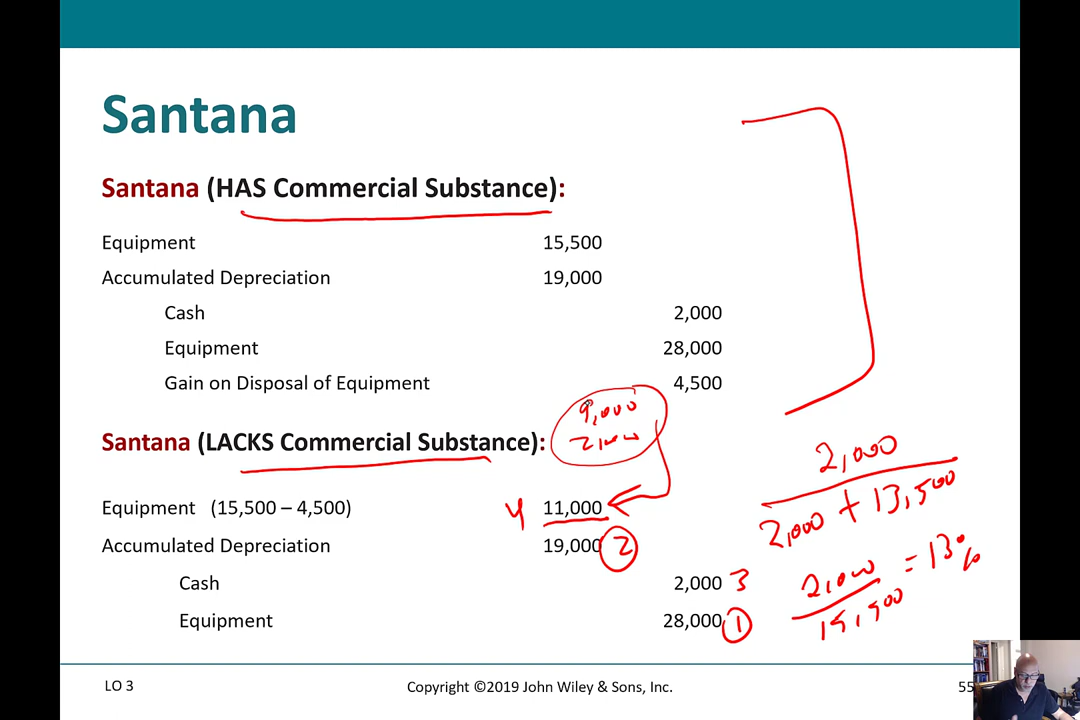 Santana
Santana (HAS Commercial Substance):
Equipment 15,500
Accumulated Depreciation 19,000
Cash 2,000
Equipment 28,000
Gain on Disposal of Equipment 4,500
9,000
2,000
Santana (LACKS Commercial Substance):
Equipment (15,500 – 4,500) 4 11,000
Accumulated Depreciation 19,000 2
Cash 2,000 3
Equipment 28,000 1
2,000
2,000 + 13,500
2,000 = 13%
15,500
LO 3 Copyright ©2019 John Wiley & Sons, Inc. 55